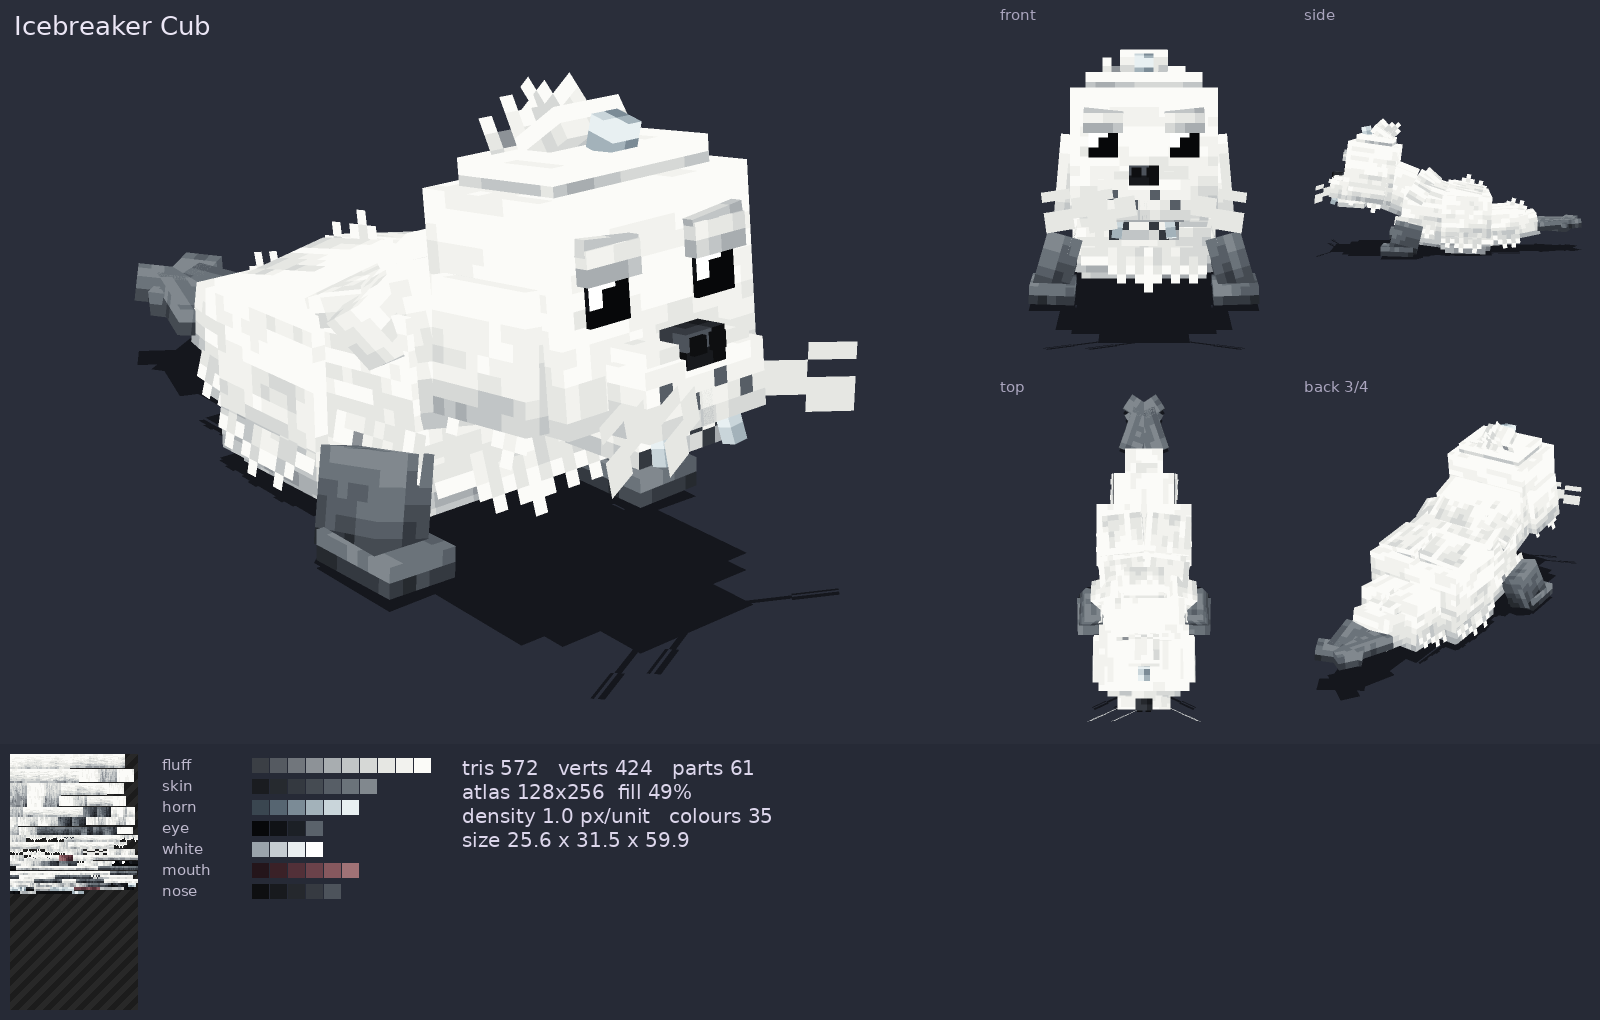 Icebreaker Cub
front
side
top
back 3/4
fluff
skin
horn
eye
white
mouth
nose
tris 572   verts 424   parts 61
atlas 128x256   fill 49%
density 1.0 px/unit   colours 35
size 25.6 x 31.5 x 59.9